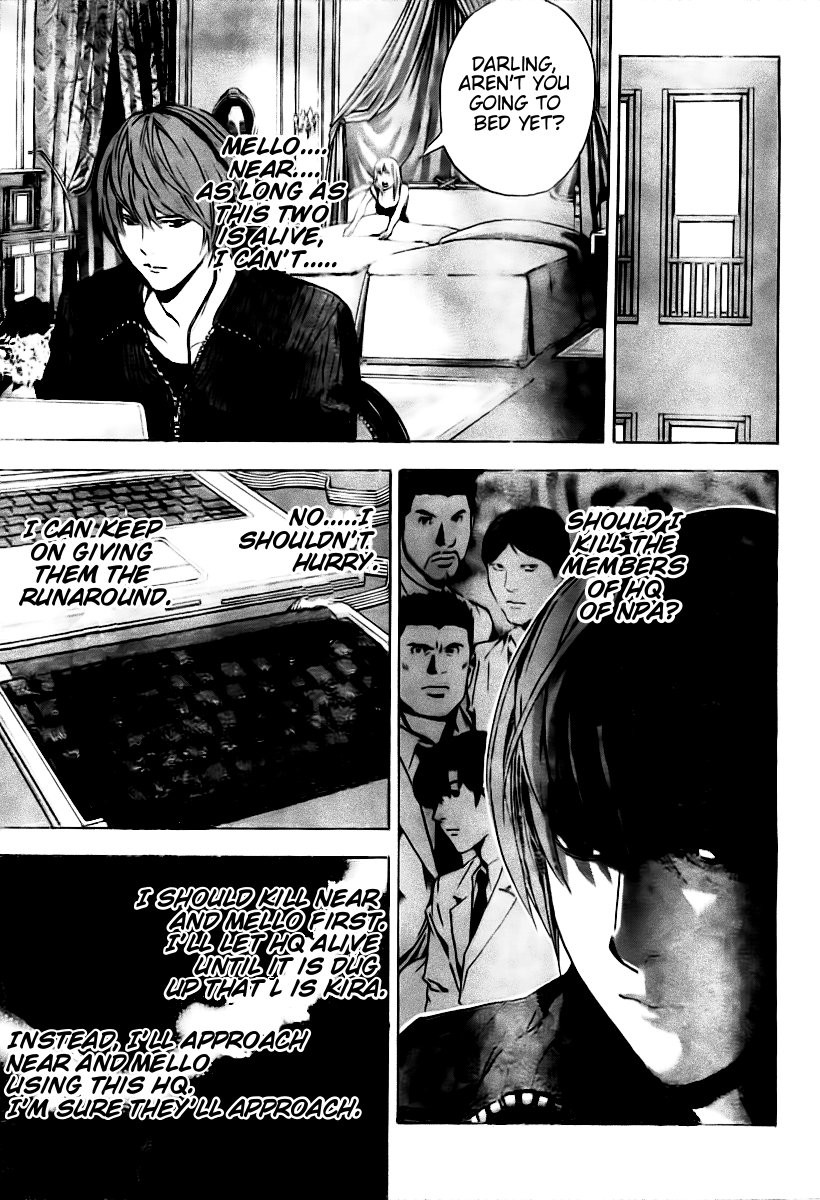 DARLING,
AREN'T YOU
GOING TO
BED YET?
MELLO....
NEAR....
AS LONG AS
THIS TWO
IS ALIVE,
I CAN'T.....
SHOULD I
KILL THE
MEMBERS
OF HQ
OF NPA?
NO.....I
SHOULDN'T
HURRY.
I CAN KEEP
ON GIVING
THEM THE
RUNAROUND.
I SHOULD KILL NEAR
AND MELLO FIRST.
I'LL LET HQ ALIVE
UNTIL IT IS DUG
UP THAT L IS KIRA.
INSTEAD, I'LL APPROACH
NEAR AND MELLO
USING THIS HQ.
I'M SURE THEY'LL APPROACH.